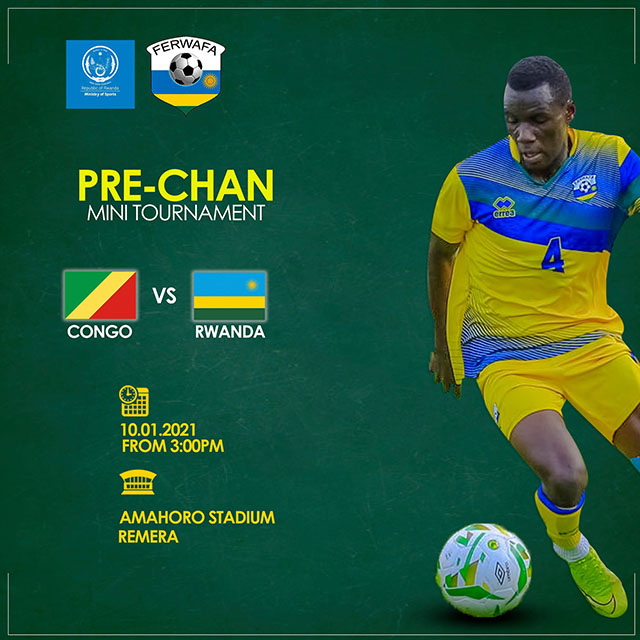 Republic of Rwanda
Ministry of Sports
FERWAFA
PRE-CHAN
MINI TOURNAMENT
CONGO
VS
RWANDA
10.01.2021
FROM 3:00PM
AMAHORO STADIUM
REMERA
errea
4